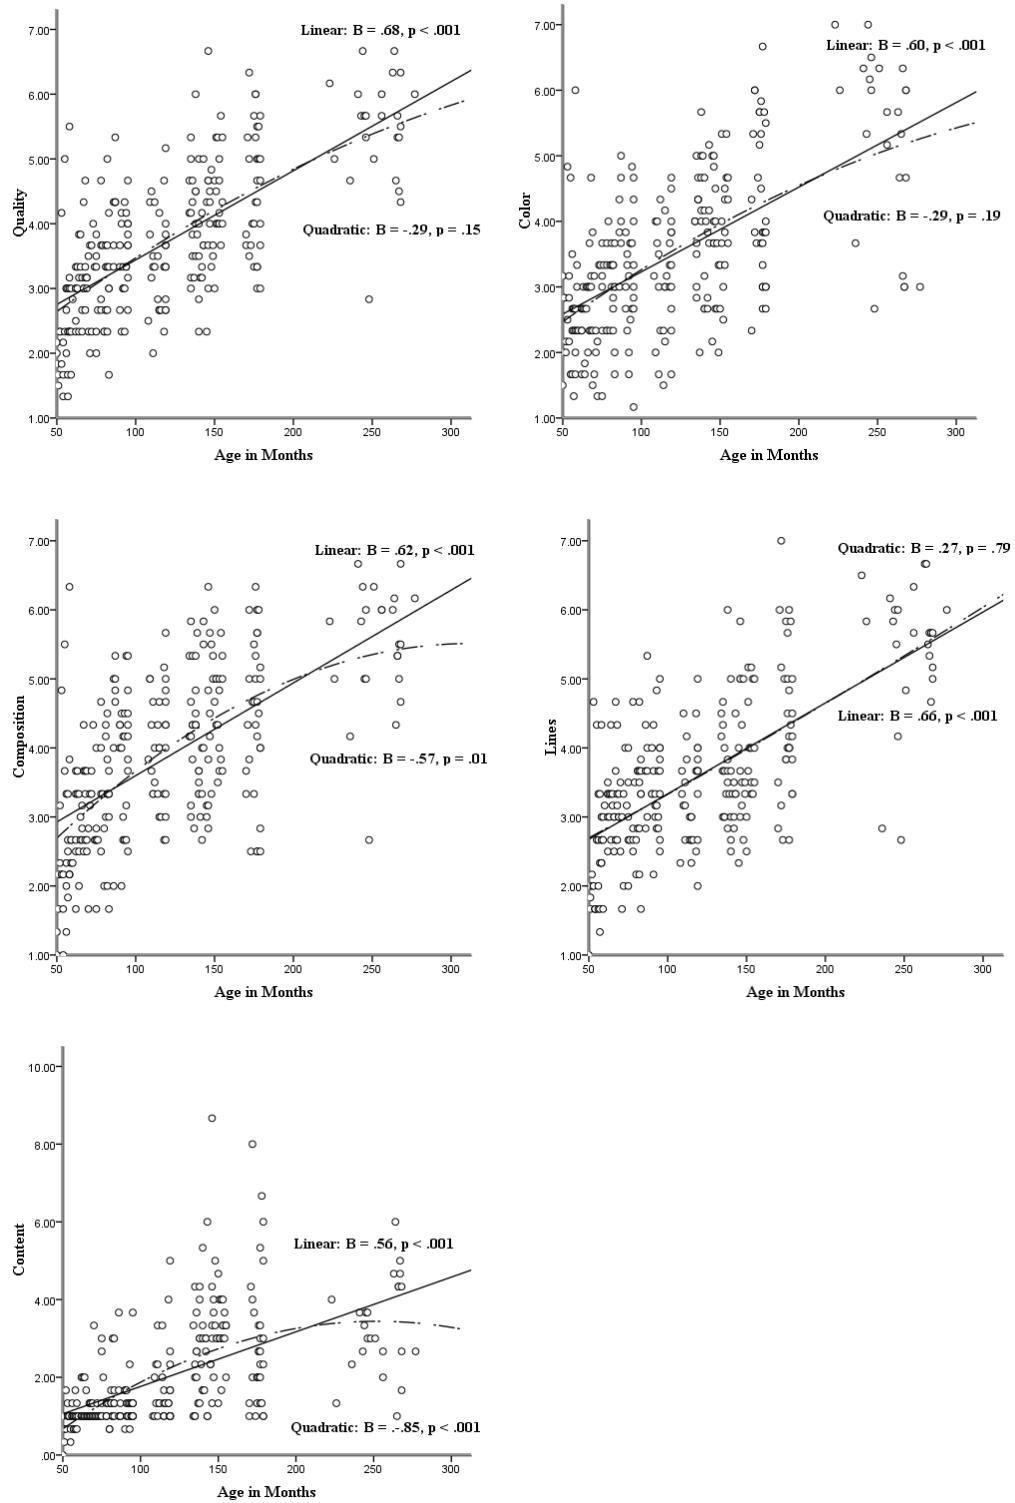 Linear: B = .68, p < .001
7.00
6.00
5.00
4.00
3.00
2.00
1.00
Quality
Quadratic: B = -.29, p = .15
50 100 150 200 250 300
Age in Months
Linear: B = .60, p < .001
7.00
6.00
5.00
4.00
3.00
2.00
1.00
Color
Quadratic: B = -.29, p = .19
50 100 150 200 250 300
Age in Months
Linear: B = .62, p < .001
7.00
6.00
5.00
4.00
3.00
2.00
1.00
Composition
Quadratic: B = -.57, p = .01
50 100 150 200 250 300
Age in Months
Quadratic: B = .27, p = .79
7.00
6.00
5.00
4.00
3.00
2.00
1.00
Lines
Linear: B = .66, p < .001
50 100 150 200 250 300
Age in Months
10.00
8.00
6.00
4.00
2.00
.00
Content
Linear: B = .56, p < .001
Quadratic: B = .-.85, p < .001
50 100 150 200 250 300
Age in Months